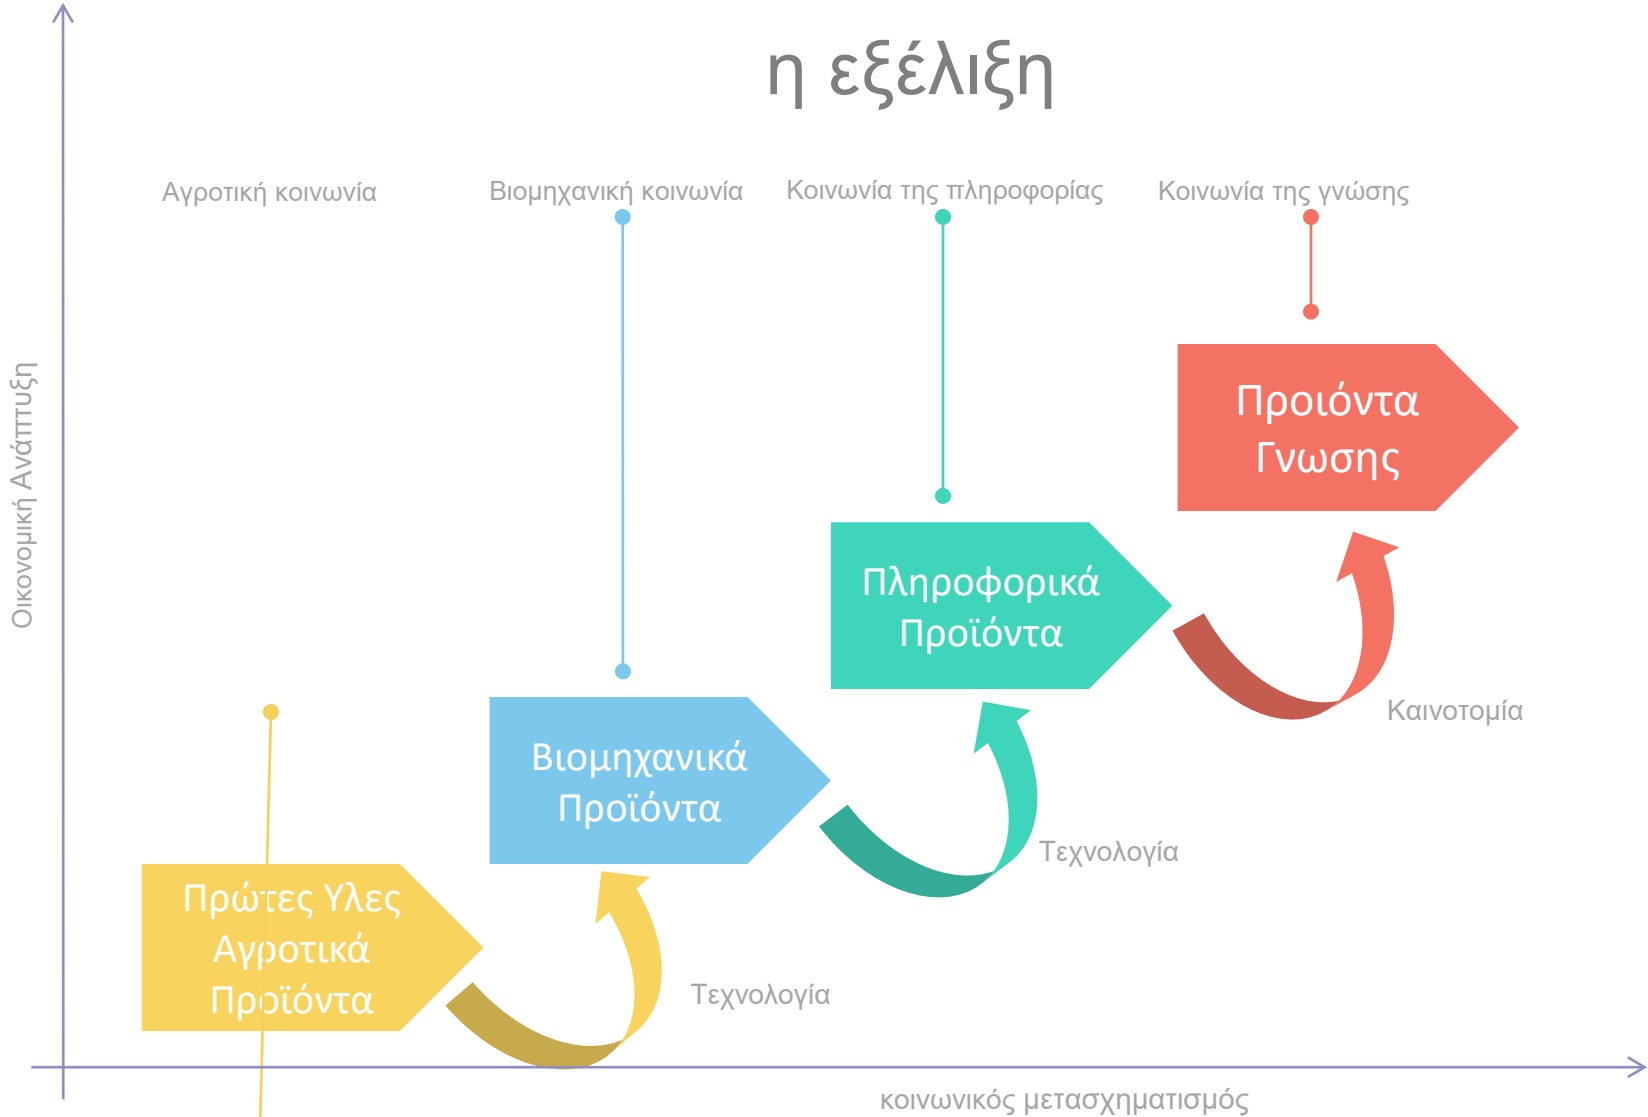 η εξέλιξη
Αγροτική κοινωνία
Βιομηχανική κοινωνία
Κοινωνία της πληροφορίας
Κοινωνία της γνώσης
Οικονομική Ανάπτυξη
Προιόντα
Γνωσης
Πληροφορικά
Προϊόντα
Καινοτομία
Βιομηχανικά
Προϊόντα
Τεχνολογία
Πρώτες Υλες
Αγροτικά
Προϊόντα
Τεχνολογία
κοινωνικός μετασχηματισμός